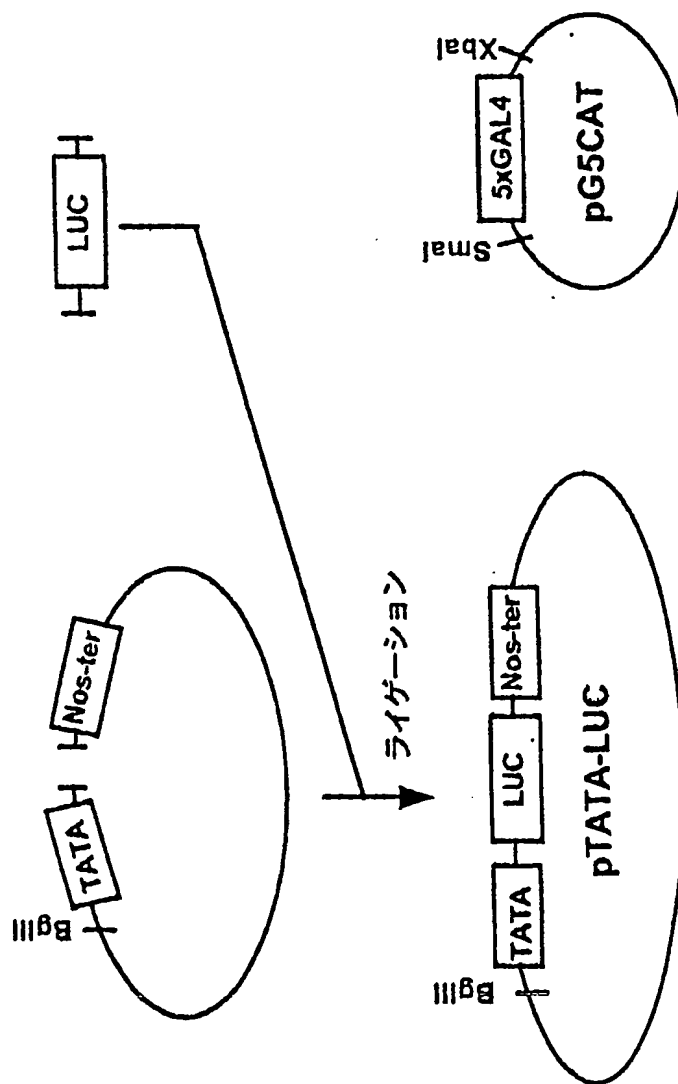 LUC
BglII
TATA
Nos-ter
ライゲーション
BglII
TATA
LUC
Nos-ter
pTATA-LUC
SmaI
5xGAL4
XbaI
pG5CAT